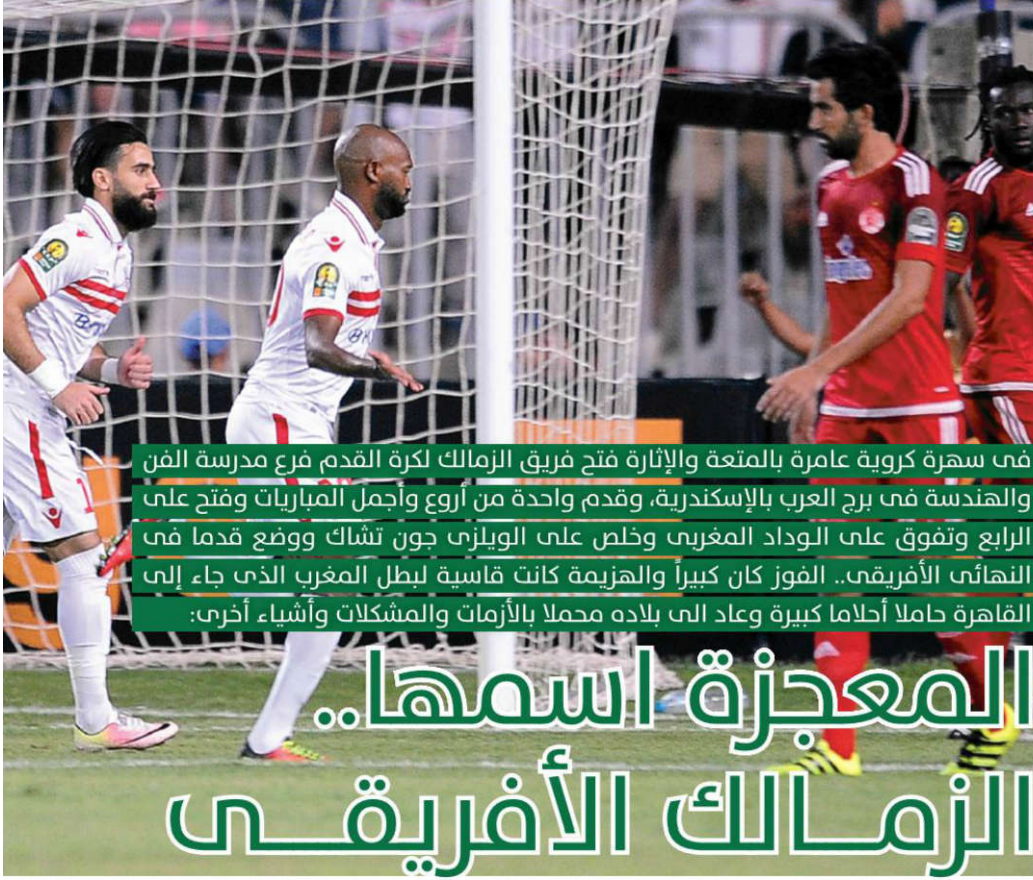 فى سهرة كروية عامرة بالمتعة والإثارة فتح فريق الزمالك لكرة القدم فرع مدرسة الفن
والهندسة فى برج العرب بالإسكندرية، وقدم واحدة من أروع وأجمل المباريات وفتح على
الرابع وتفوق على الوداد المغربى وخلص على الويلزى جون تشاك ووضع قدما فى
النهائى الأفريقى.. الفوز كان كبيراً والهزيمة كانت قاسية لبطل المغرب الذى جاء إلى
القاهرة حاملا أحلاما كبيرة وعاد الى بلاده محملا بالأزمات والمشكلات وأشياء أخرى:
المعجزة اسمها..
الزمــالك الأفريقــى